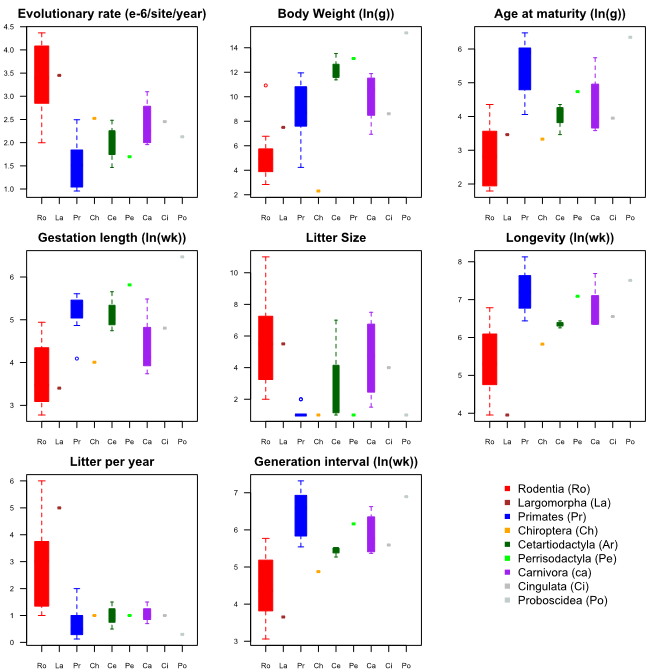 Evolutionary rate (e-6/site/year)
4.5
4.0
3.5
3.0
2.5
2.0
1.5
1.0
Ro La Pr Ch Ce Pe Ca Ci Po
Body Weight (ln(g))
14
12
10
8
6
4
2
Ro La Pr Ch Ce Pe Ca Ci Po
Age at maturity (ln(g))
6
5
4
3
2
Ro La Pr Ch Ce Pe Ca Ci Po
Gestation length (ln(wk))
6
5
4
3
Ro La Pr Ch Ce Pe Ca Ci Po
Litter Size
10
8
6
4
2
Ro La Pr Ch Ce Pe Ca Ci Po
Longevity (ln(wk))
8
7
6
5
4
Ro La Pr Ch Ce Pe Ca Ci Po
Litter per year
6
5
4
3
2
1
0
Ro La Pr Ch Ce Pe Ca Ci Po
Generation interval (ln(wk))
7
6
5
4
3
Ro La Pr Ch Ce Pe Ca Ci Po
Rodentia (Ro)
Largomorpha (La)
Primates (Pr)
Chiroptera (Ch)
Cetartiodactyla (Ar)
Perrisodactyla (Pe)
Carnivora (ca)
Cingulata (Ci)
Proboscidea (Po)